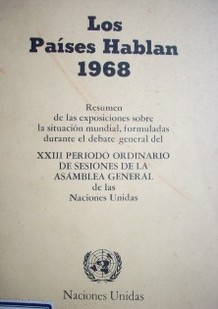 Los
Países Hablan
1968
Resumen
de las exposiciones sobre
la situación mundial, formuladas
durante el debate general del
XXIII PERIODO ORDINARIO
DE SESIONES DE LA
ASAMBLEA GENERAL
de las
Naciones Unidas
Naciones Unidas